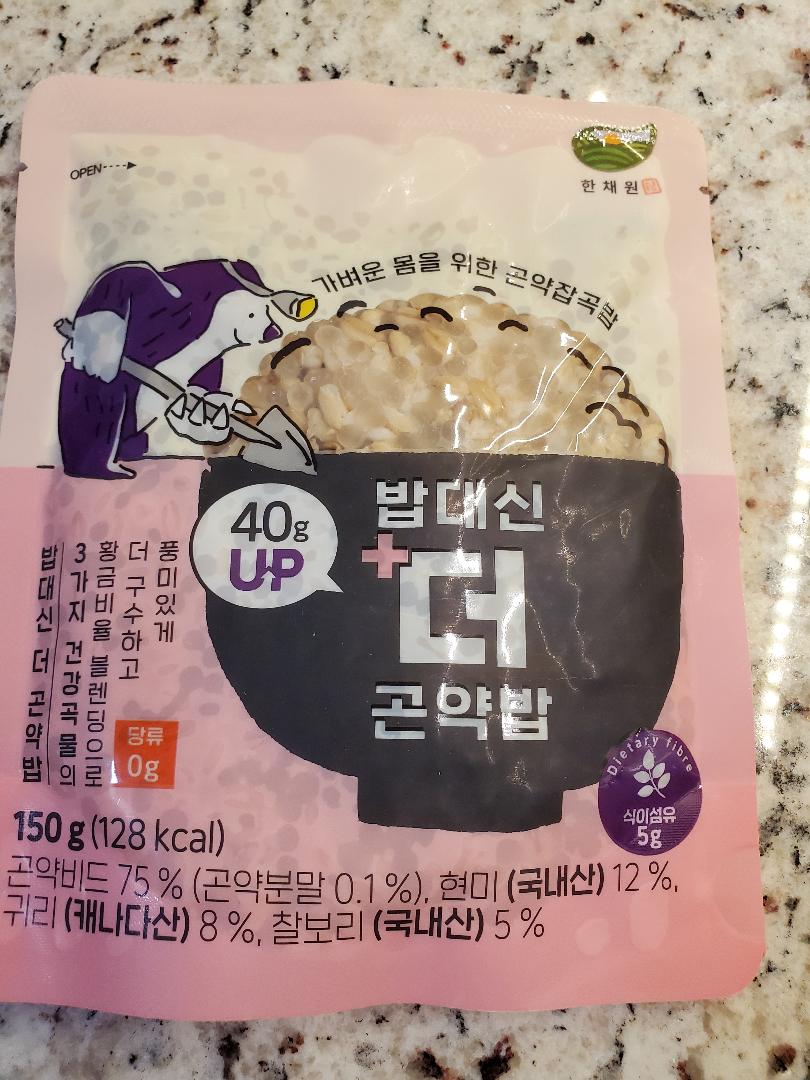 OPEN
한채원
가벼운 몸을 위한 곤약잡곡밥
40g
UP
밥대신
+더
곤약밥
풍미있게
더 구수하고
황금비율 블렌딩으로
3가지 건강곡물의
밥대신 더 곤약밥
당류
0g
Dietary fibre
식이섬유
5g
150 g (128 kcal)
곤약비드 75 % (곤약분말 0.1 %), 현미 (국내산) 12 %,
귀리 (캐나다산) 8 %, 찰보리 (국내산) 5 %